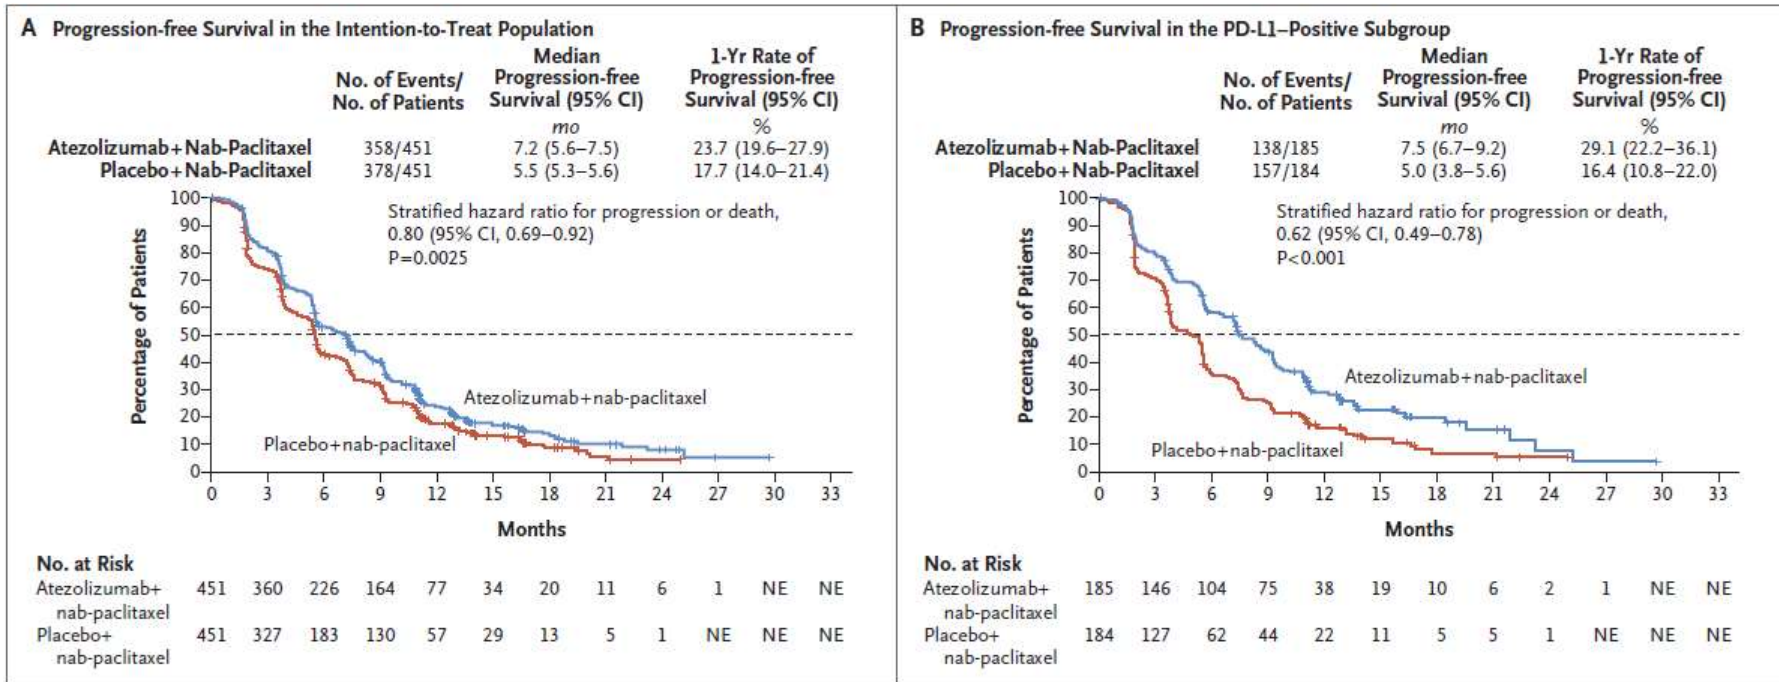 A Progression-free Survival in the Intention-to-Treat Population
No. of Events/
No. of Patients
Median
Progression-free
Survival (95% CI)
1-Yr Rate of
Progression-free
Survival (95% CI)
mo %
Atezolizumab+Nab-Paclitaxel 358/451 7.2 (5.6–7.5) 23.7 (19.6–27.9)
Placebo+Nab-Paclitaxel 378/451 5.5 (5.3–5.6) 17.7 (14.0–21.4)
Stratified hazard ratio for progression or death,
0.80 (95% CI, 0.69–0.92)
P=0.0025
Percentage of Patients
100
90
80
70
60
50
40
30
20
10
0
Atezolizumab+nab-paclitaxel
Placebo+nab-paclitaxel
0 3 6 9 12 15 18 21 24 27 30 33
Months
No. at Risk
Atezolizumab+ 451 360 226 164 77 34 20 11 6 1 NE NE
nab-paclitaxel
Placebo+ 451 327 183 130 57 29 13 5 1 NE NE NE
nab-paclitaxel
B Progression-free Survival in the PD-L1–Positive Subgroup
No. of Events/
No. of Patients
Median
Progression-free
Survival (95% CI)
1-Yr Rate of
Progression-free
Survival (95% CI)
mo %
Atezolizumab+Nab-Paclitaxel 138/185 7.5 (6.7–9.2) 29.1 (22.2–36.1)
Placebo+Nab-Paclitaxel 157/184 5.0 (3.8–5.6) 16.4 (10.8–22.0)
Stratified hazard ratio for progression or death,
0.62 (95% CI, 0.49–0.78)
P<0.001
Percentage of Patients
100
90
80
70
60
50
40
30
20
10
0
Atezolizumab+nab-paclitaxel
Placebo+nab-paclitaxel
0 3 6 9 12 15 18 21 24 27 30 33
Months
No. at Risk
Atezolizumab+ 185 146 104 75 38 19 10 6 2 1 NE NE
nab-paclitaxel
Placebo+ 184 127 62 44 22 11 5 5 1 NE NE NE
nab-paclitaxel